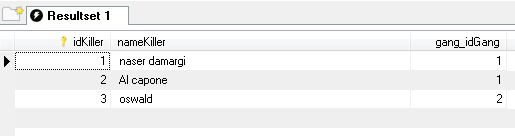 Resultset 1
idKiller nameKiller gang_idGang
1 naser damargi 1
2 Al capone 1
3 oswald 2